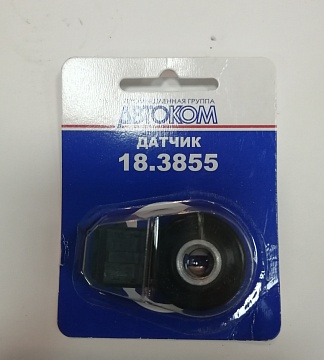 ПРОМЫШЛЕННАЯ ГРУППА
АВТОКОМ
ДАТЧИК
18.3855